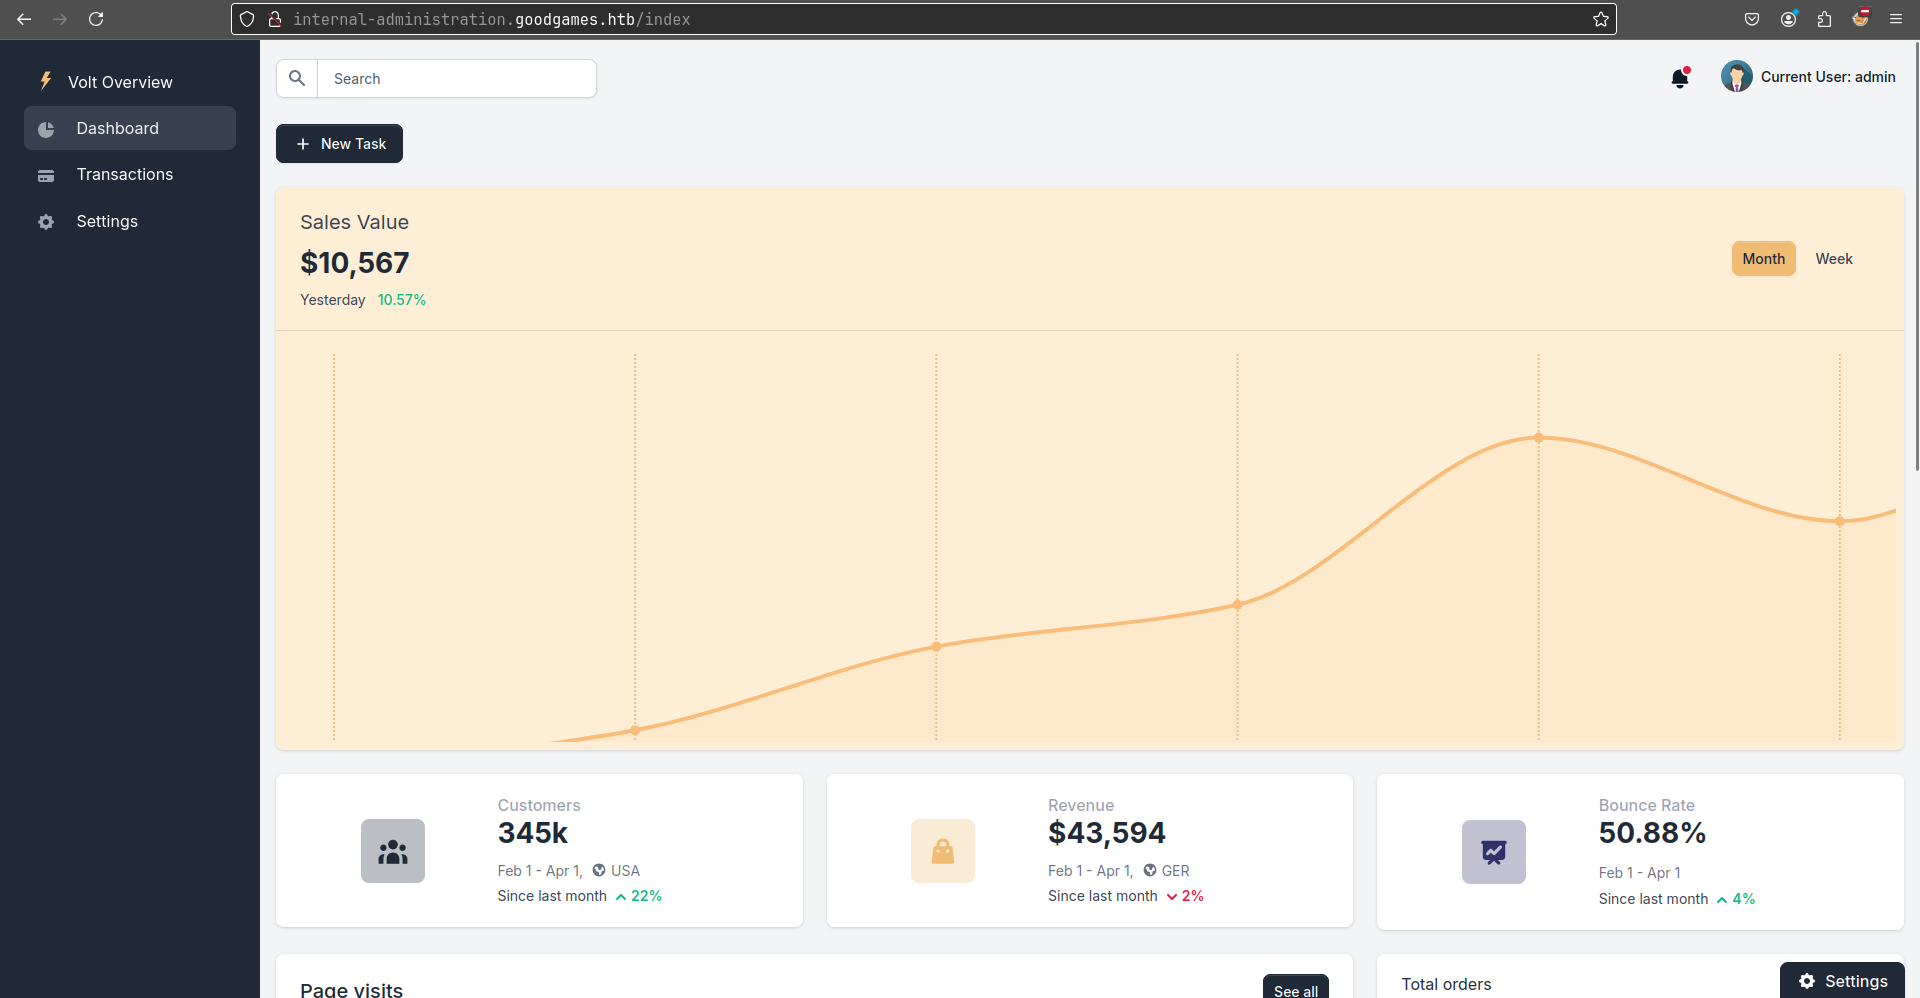 internal-administration.goodgames.htb/index
Volt Overview
Dashboard
Transactions
Settings
Search
Current User: admin
New Task
Sales Value
$10,567
Yesterday 10.57%
Month Week
Customers
345k
Feb 1 - Apr 1, USA
Since last month 22%
Revenue
$43,594
Feb 1 - Apr 1, GER
Since last month 2%
Bounce Rate
50.88%
Feb 1 - Apr 1
Since last month 4%
Page visits
See all
Total orders
Settings